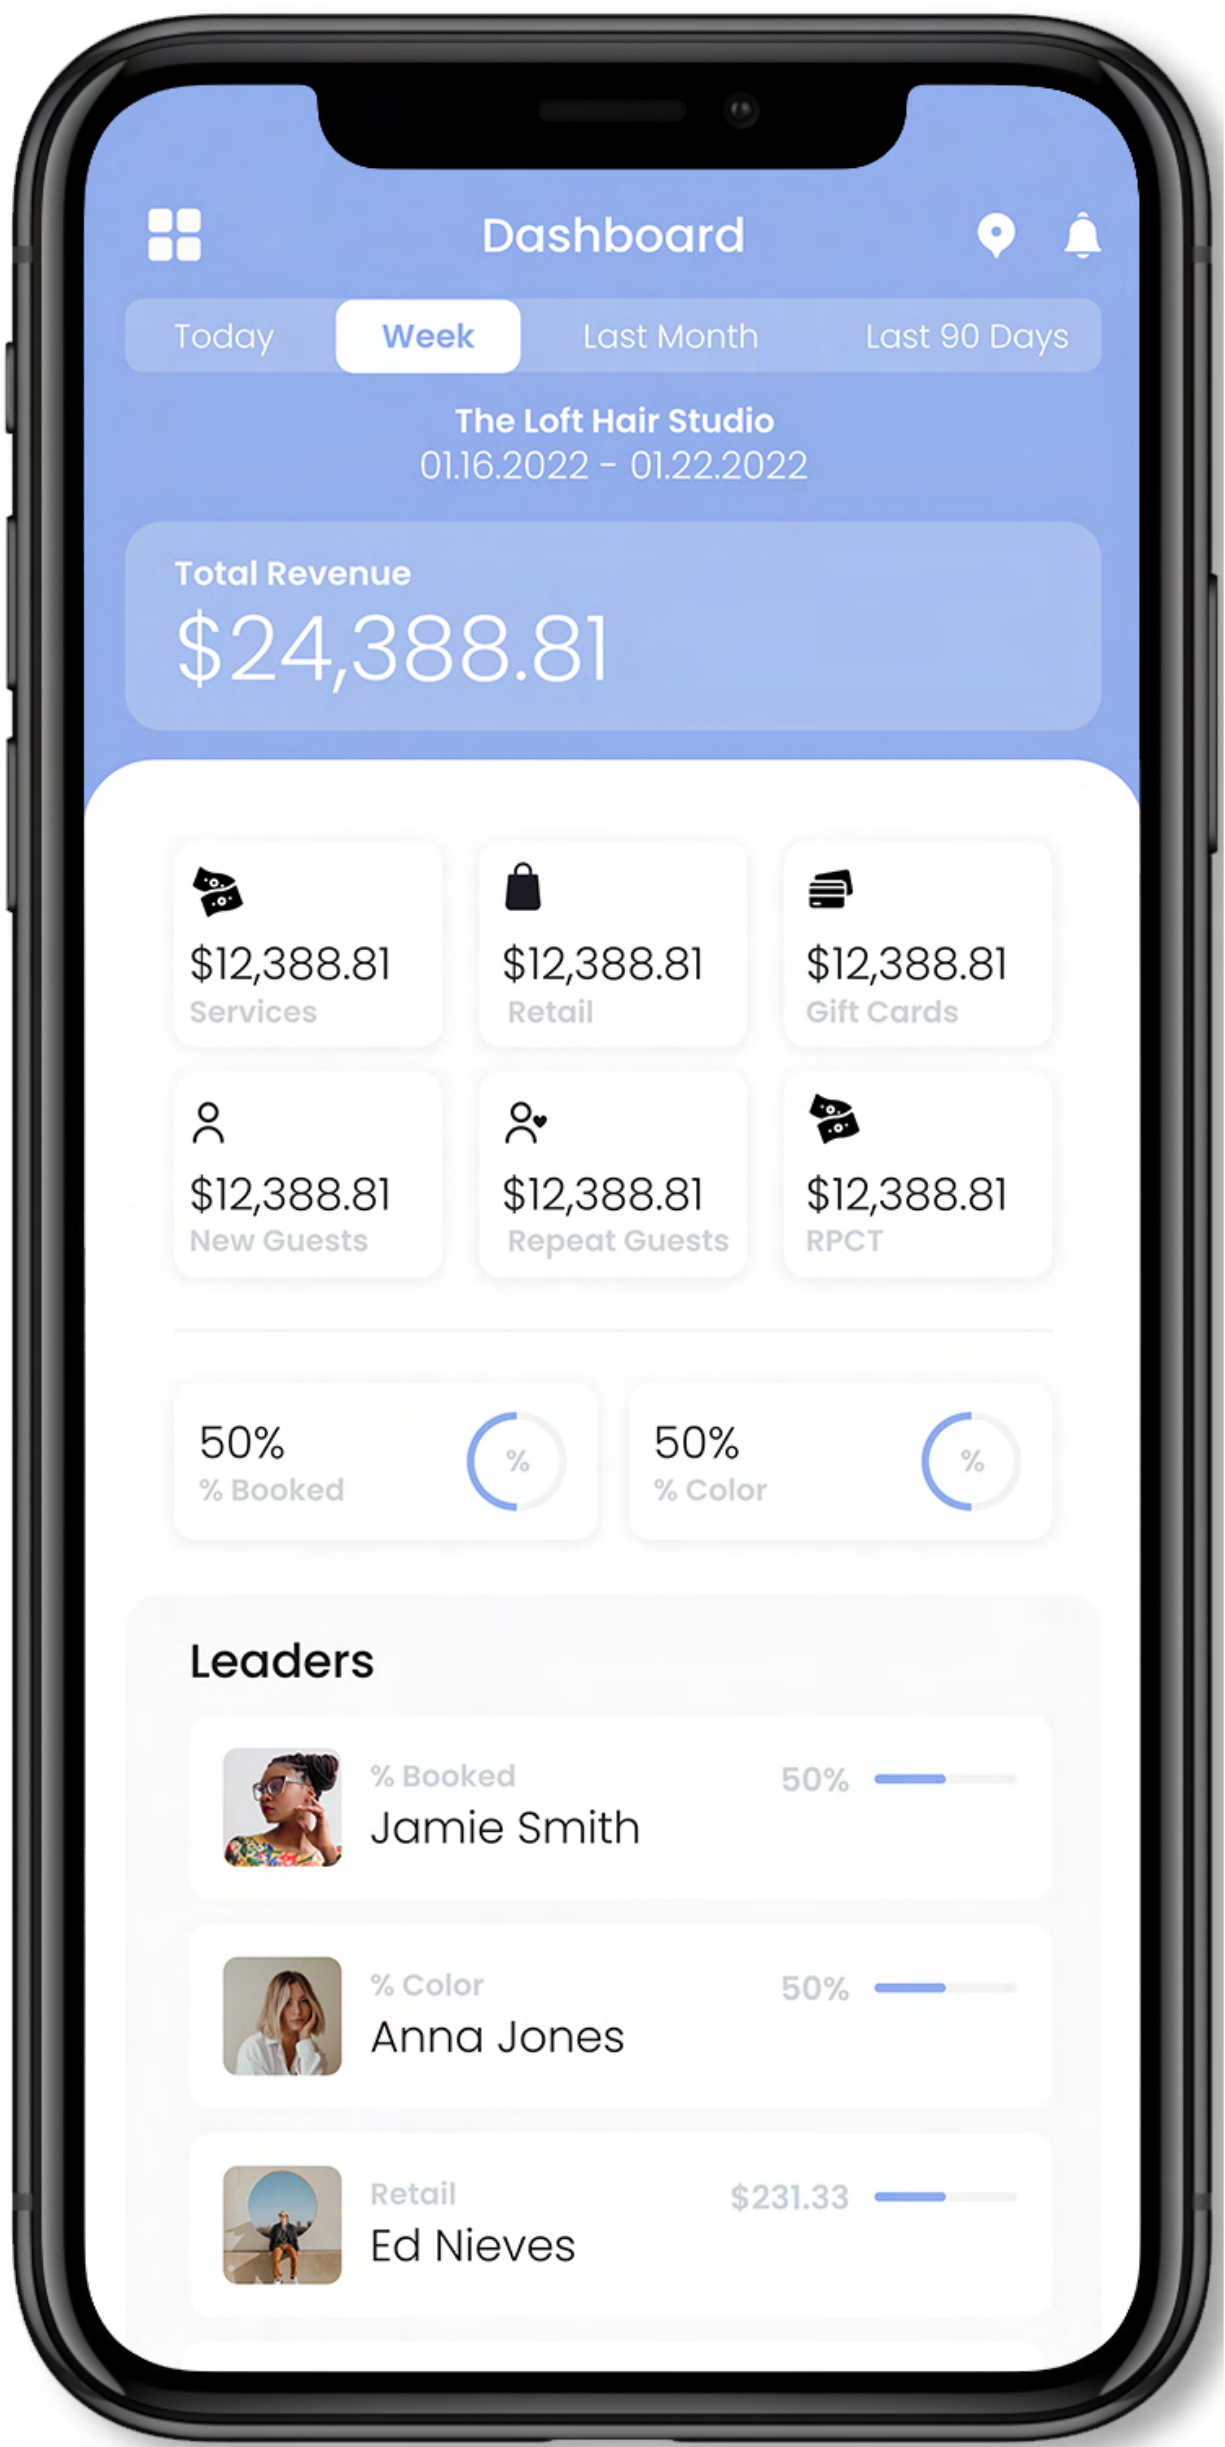 Dashboard
Today Week Last Month Last 90 Days
The Loft Hair Studio
01.16.2022 - 01.22.2022
Total Revenue
$24,388.81
$12,388.81 $12,388.81 $12,388.81
Services Retail Gift Cards
$12,388.81 $12,388.81 $12,388.81
New Guests Repeat Guests RPCT
50% % 50% %
% Booked % Color
Leaders
% Booked 50%
Jamie Smith
% Color 50%
Anna Jones
Retail $231.33
Ed Nieves